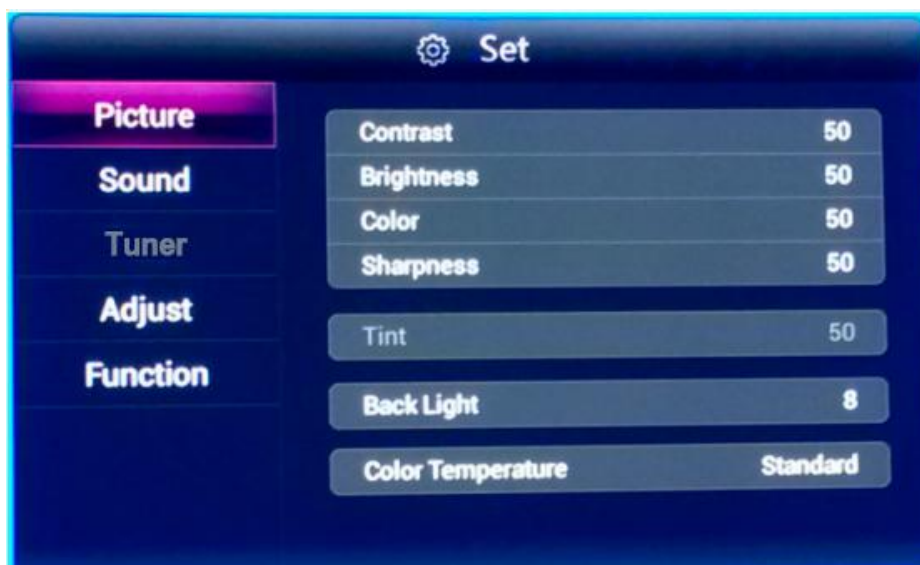 Set
Picture
Sound
Tuner
Adjust
Function
Contrast 50
Brightness 50
Color 50
Sharpness 50
Tint 50
Back Light 8
Color Temperature Standard